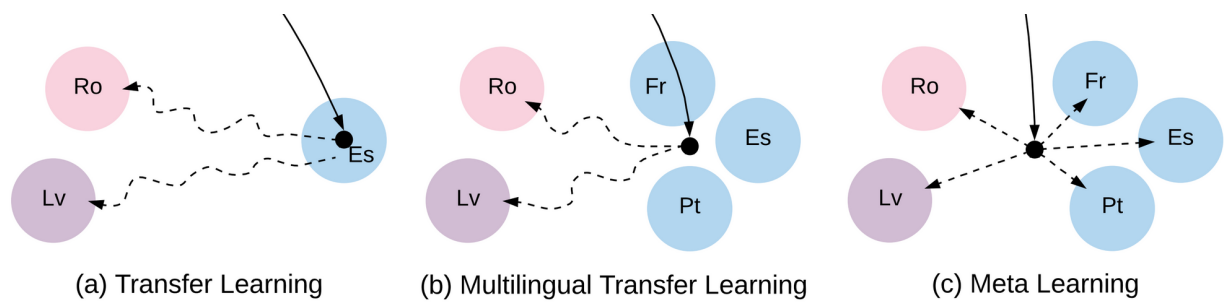 Ro
Es
Lv
(a) Transfer Learning
Ro
Fr
Es
Lv
Pt
(b) Multilingual Transfer Learning
Ro
Fr
Es
Lv
Pt
(c) Meta Learning